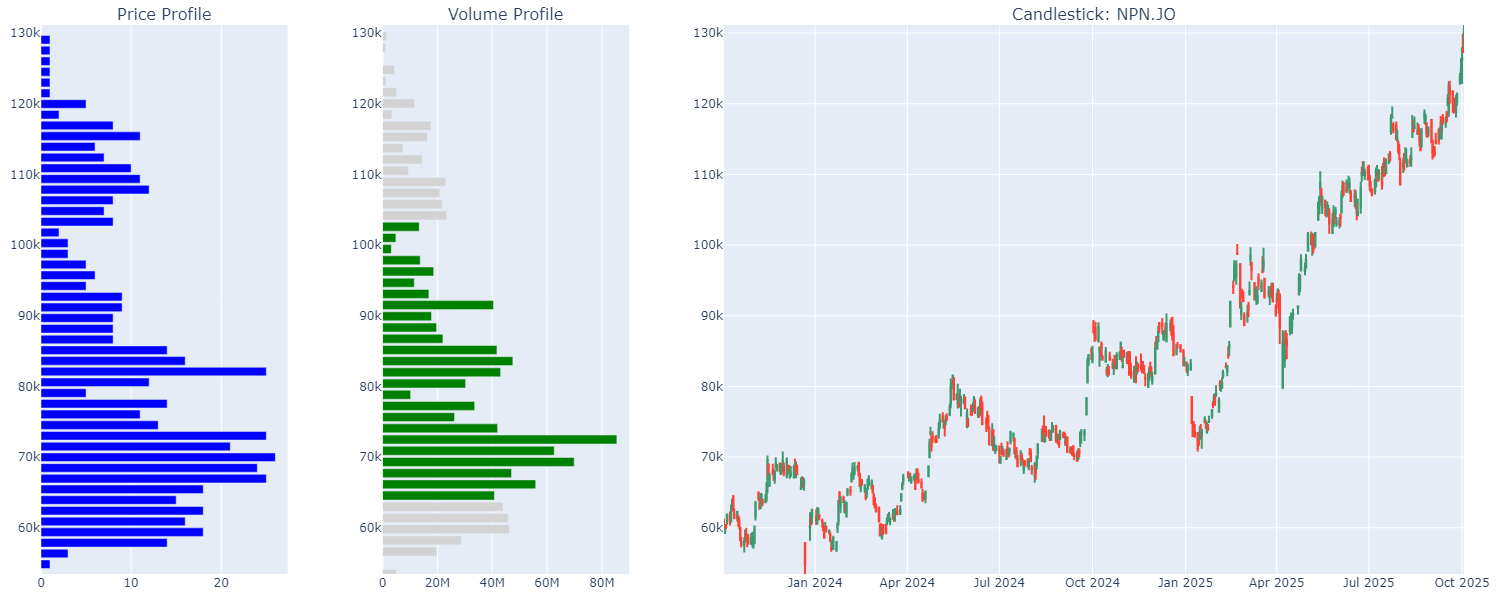 Price Profile
130k
120k
110k
100k
90k
80k
70k
60k
0
10
20
Volume Profile
130k
120k
110k
100k
90k
80k
70k
60k
0
20M
40M
60M
80M
Candlestick: NPN.JO
130k
120k
110k
100k
90k
80k
70k
60k
Jan 2024
Apr 2024
Jul 2024
Oct 2024
Jan 2025
Apr 2025
Jul 2025
Oct 2025